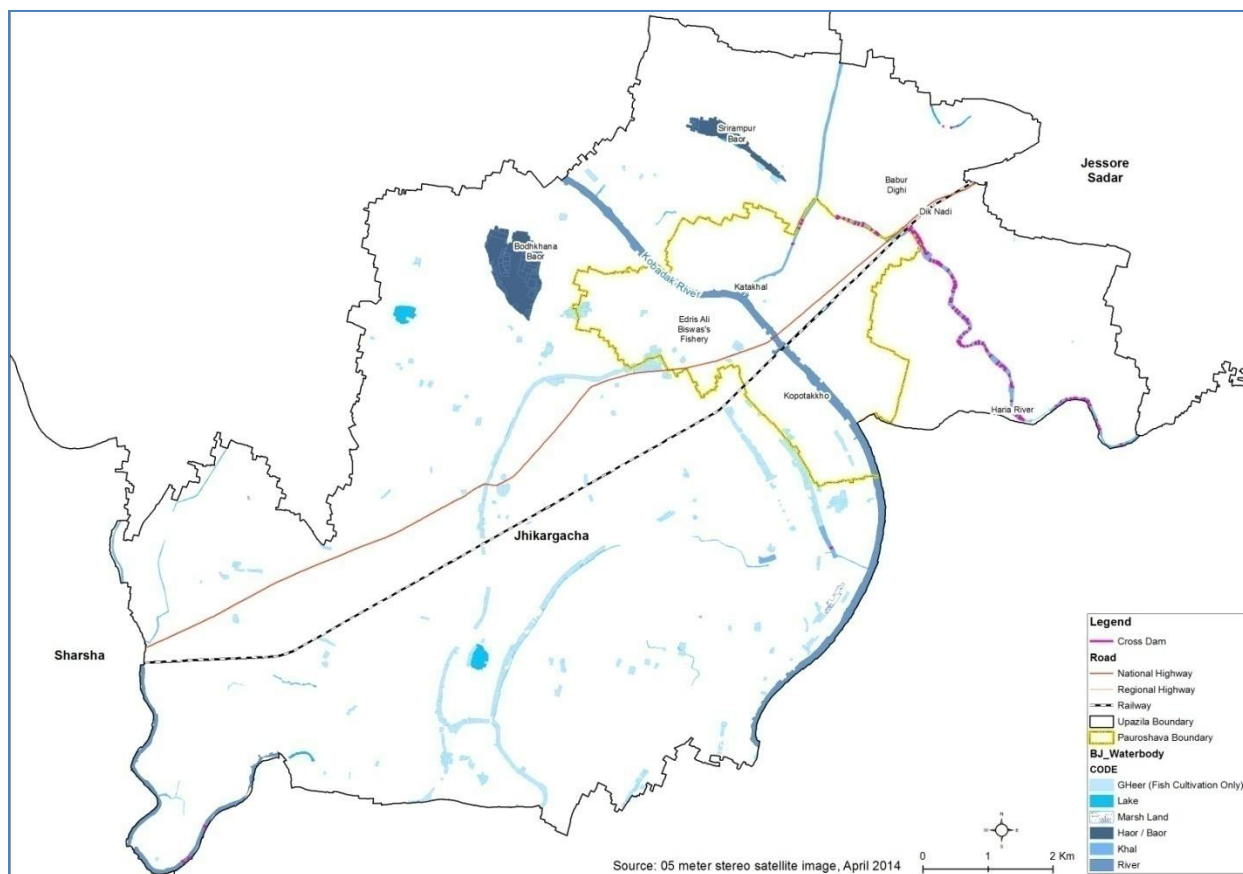 Srirampur
Baor
Jessore
Sadar
Babur
Dighi
Dik Nadi
Bodhkhana
Baor
Kobadak River
Katakhal
Edris Ali
Biswas's
Fishery
Kopotakkho
Haria River
Jhikargacha
Sharsha
Legend
Cross Dam
Road
National Highway
Regional Highway
Railway
Upazila Boundary
Pauroshava Boundary
BJ_Waterbody
CODE
GHeer (Fish Cultivation Only)
Lake
Marsh Land
Haor / Baor
Khal
River
N
W E
S
Source: 05 meter stereo satellite image, April 2014
0 1 2 Km